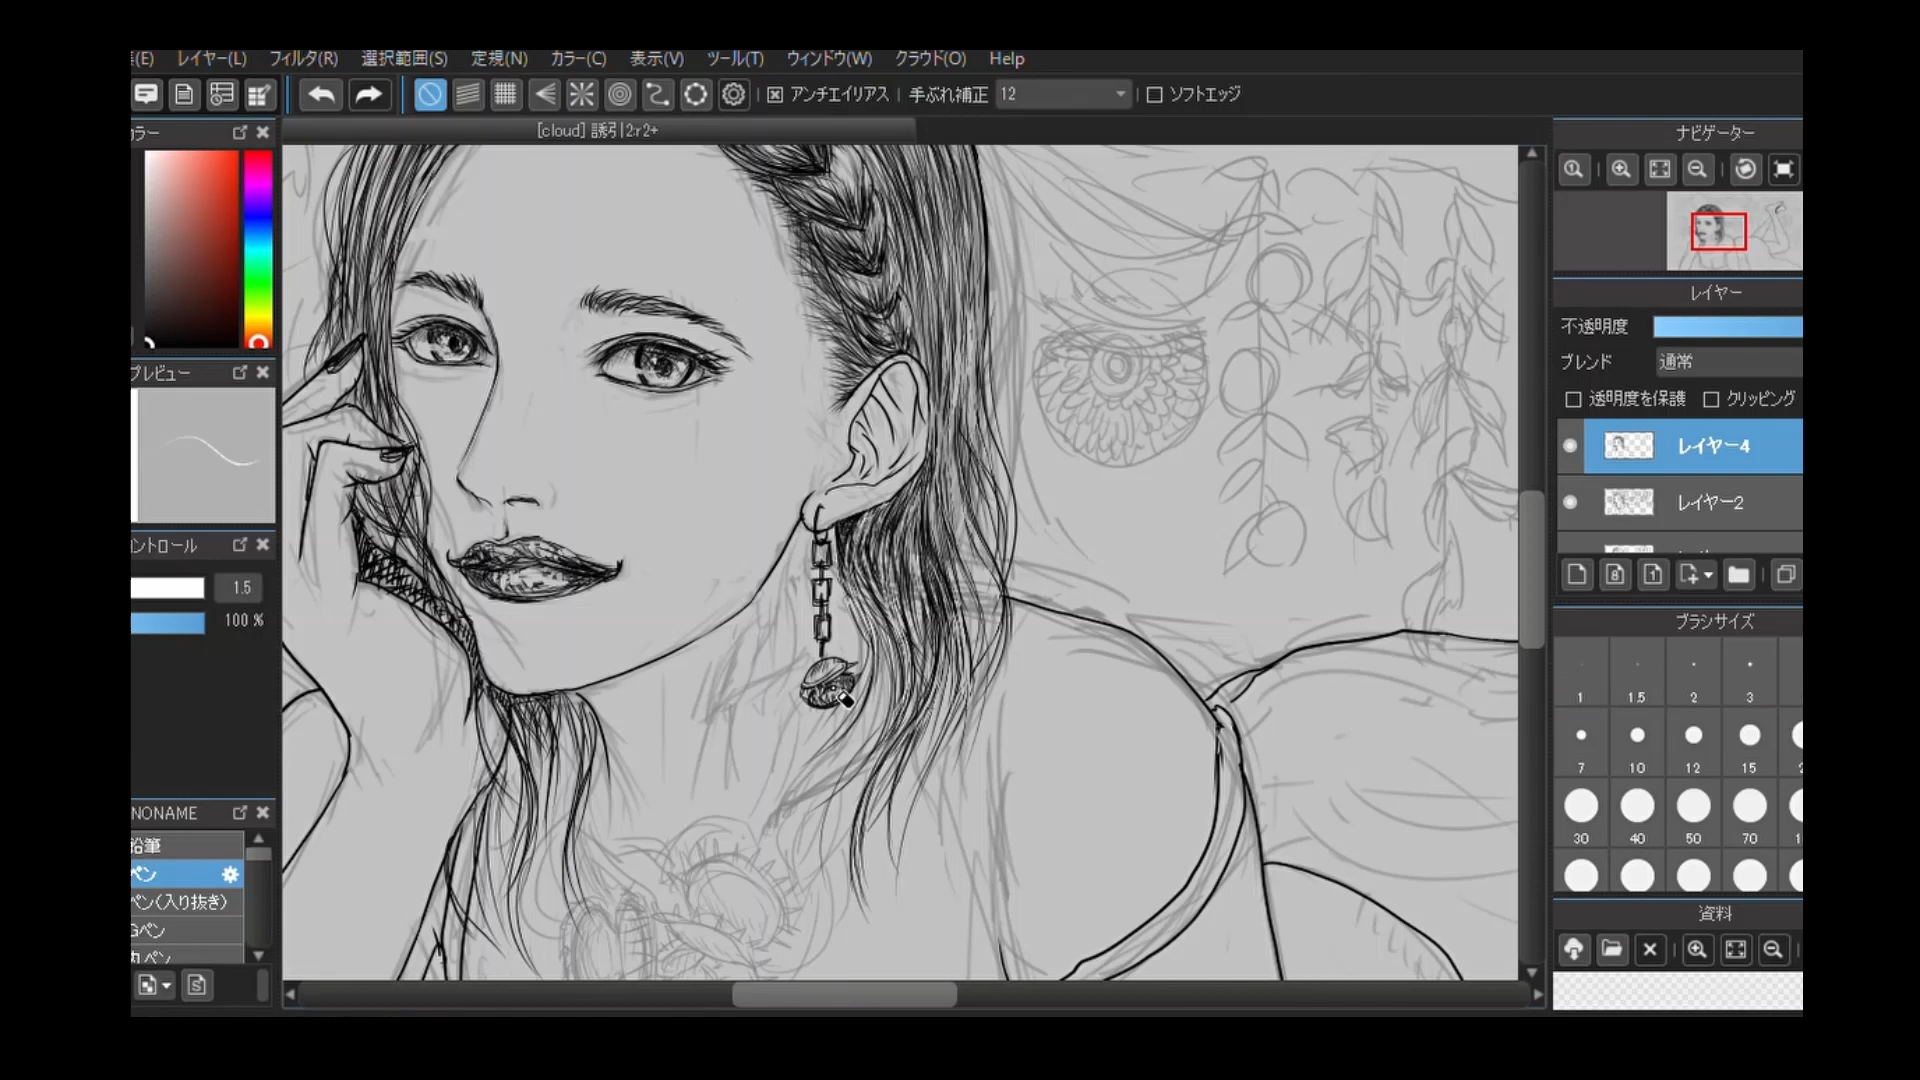 (E) レイヤー(L) フィルタ(R) 選択範囲(S) 定規(N) カラー(C) 表示(V) ツール(T) ウィンドウ(W) クラウド(O) Help
アンチエイリアス 手ぶれ補正 12 ソフトエッジ
ラー
[cloud] 誘引2:r2+
プレビュー
ントロール
1.5
100 %
NONAME
鉛筆
ペン
ペン(入り抜き)
Gペン
丸ペン
ナビゲーター
レイヤー
不透明度
ブレンド 通常
透明度を保護 クリッピング
レイヤー4
レイヤー2
ブラシサイズ
1 1.5 2 3
7 10 12 15
30 40 50 70
資料